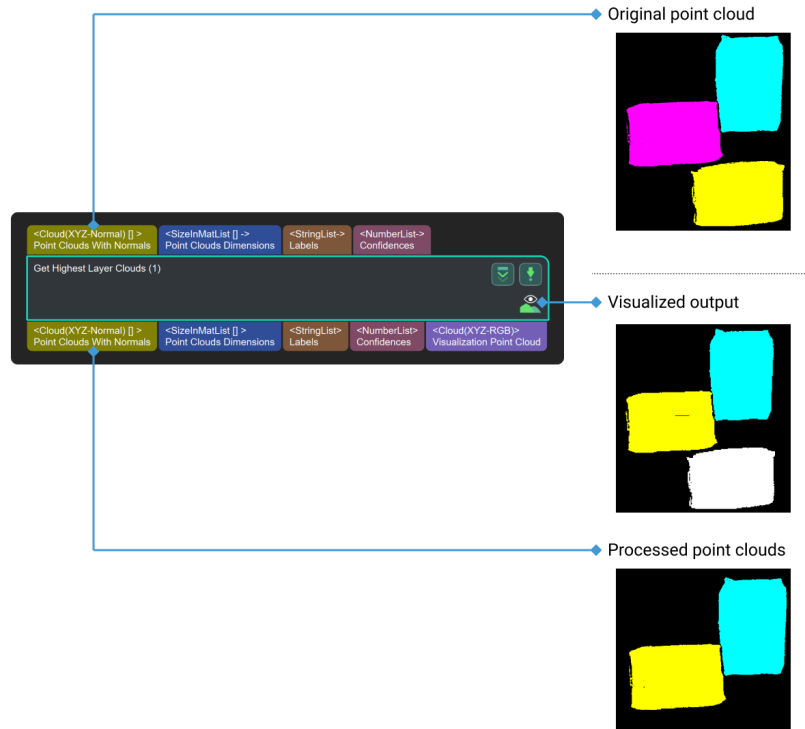 Original point cloud
<Cloud(XYZ-Normal) [] >
Point Clouds With Normals
<SizeInMatList [] ->
Point Clouds Dimensions
<StringList->
Labels
<NumberList->
Confidences
Get Highest Layer Clouds (1)
Visualized output
<Cloud(XYZ-Normal) [] >
Point Clouds With Normals
<SizeInMatList [] >
Point Clouds Dimensions
<StringList>
Labels
<NumberList>
Confidences
<Cloud(XYZ-RGB)>
Visualization Point Cloud
Processed point clouds